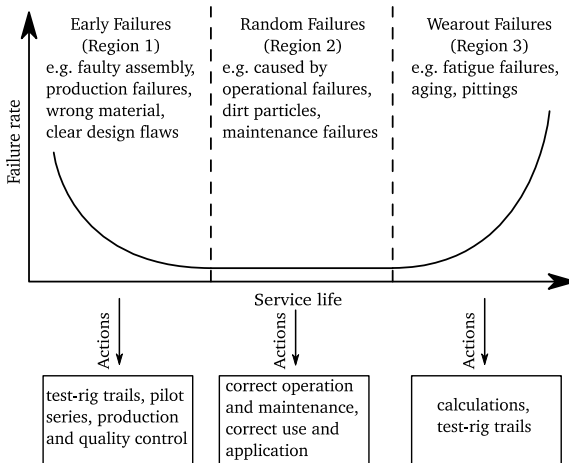 Early Failures
(Region 1)
e.g. faulty assembly,
production failures,
wrong material,
clear design flaws
Random Failures
(Region 2)
e.g. caused by
operational failures,
dirt particles,
maintenance failures
Wearout Failures
(Region 3)
e.g. fatigue failures,
aging, pittings
Failure rate
Service life
Actions
Actions
Actions
test-rig trails, pilot
series, production
and quality control
correct operation
and maintenance,
correct use and
application
calculations,
test-rig trails